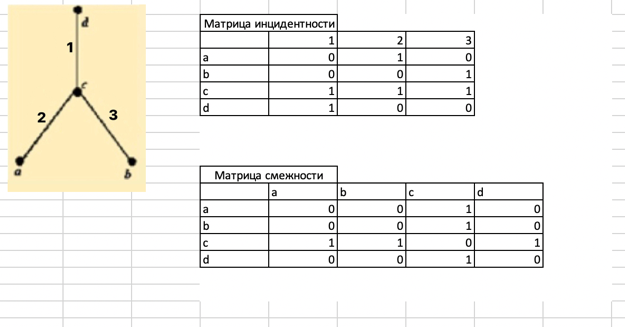 d
1
c
2
3
a
b
Матрица инцидентности
1 2 3
a 0 1 0
b 0 0 1
c 1 1 1
d 1 0 0
Матрица смежности
a b c d
a 0 0 1 0
b 0 0 1 0
c 1 1 0 1
d 0 0 1 0